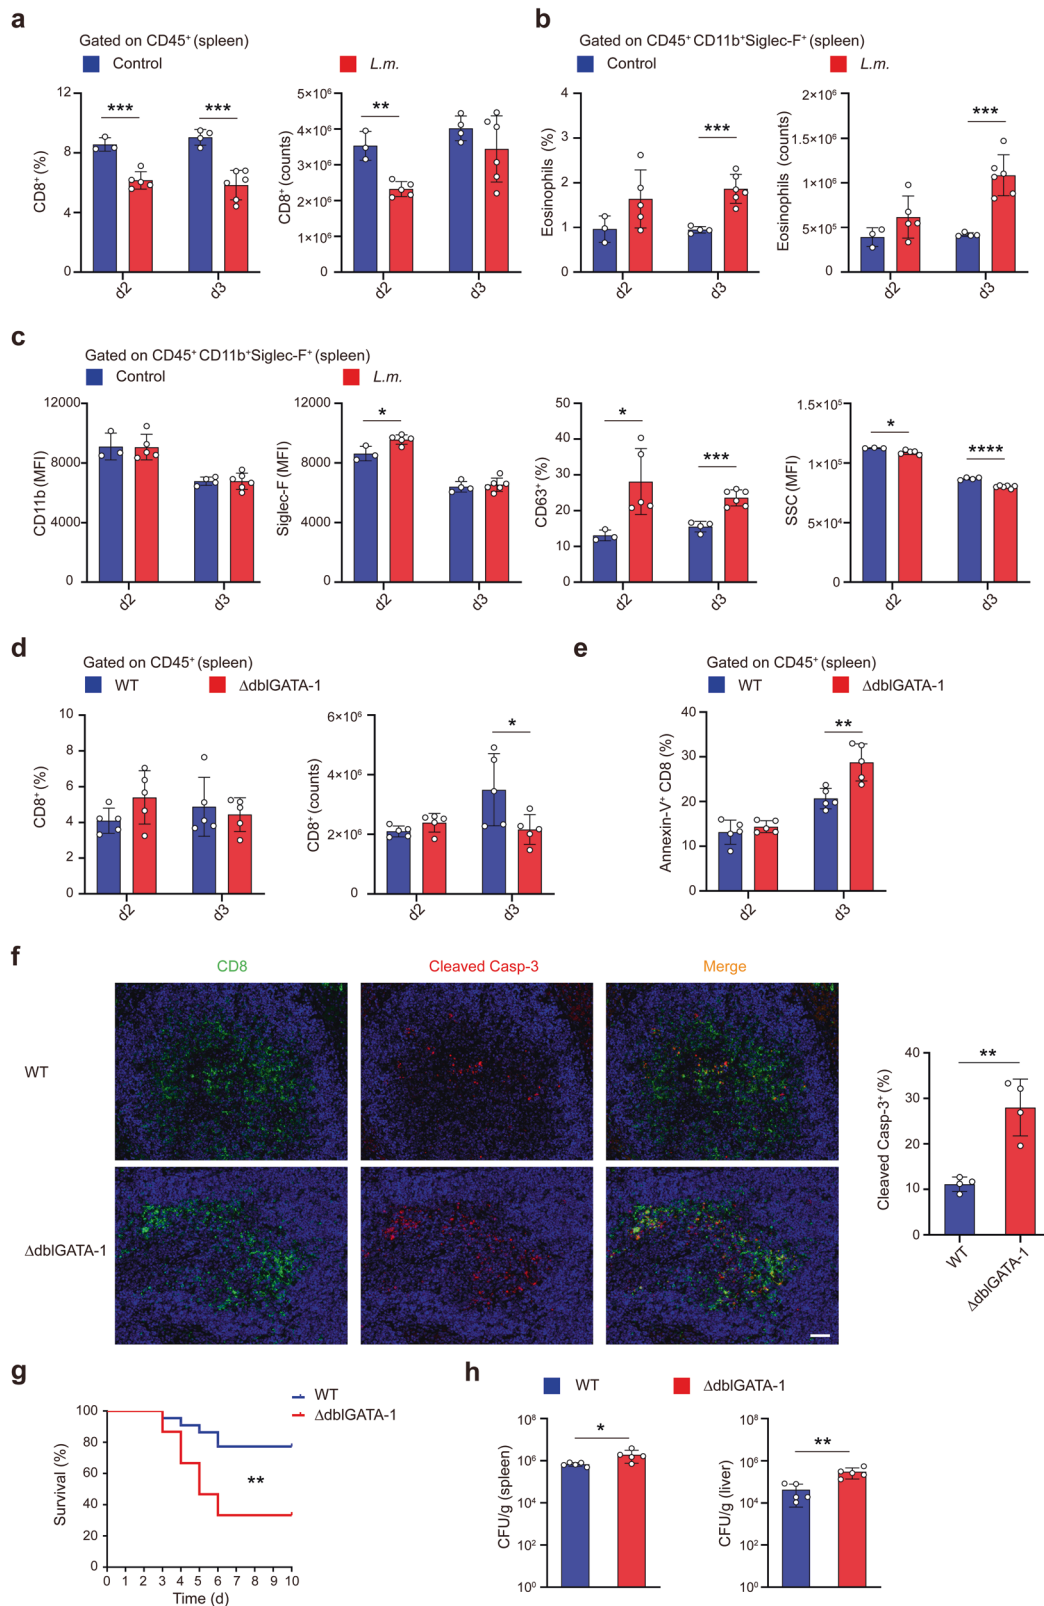 a
Gated on CD45⁺ (spleen)
Control
L.m.
CD8⁺ (%)
12
8
4
0
***
***
d2
d3
CD8⁺ (counts)
5×10⁶
4×10⁶
3×10⁶
2×10⁶
1×10⁶
0
**
d2
d3
b
Gated on CD45⁺ CD11b⁺Siglec-F⁺ (spleen)
Control
L.m.
Eosinophils (%)
4
3
2
1
0
***
d2
d3
Eosinophils (counts)
2×10⁶
2×10⁶
1×10⁶
5×10⁵
0
***
d2
d3
c
Gated on CD45⁺ CD11b⁺Siglec-F⁺ (spleen)
Control
L.m.
CD11b (MFI)
12000
8000
4000
0
d2
d3
Siglec-F (MFI)
12000
8000
4000
0
*
d2
d3
CD63⁺ (%)
50
40
30
20
10
0
*
***
d2
d3
SSC (MFI)
1.5×10⁵
1×10⁵
5×10⁴
0
*
****
d2
d3
d
Gated on CD45⁺ (spleen)
WT
ΔdblGATA-1
CD8⁺ (%)
10
8
6
4
2
0
d2
d3
CD8⁺ (counts)
6×10⁶
4×10⁶
2×10⁶
0
*
d2
d3
e
Gated on CD45⁺ (spleen)
WT
ΔdblGATA-1
Annexin-V⁺ CD8 (%)
40
30
20
10
0
**
d2
d3
f
CD8
Cleaved Casp-3
Merge
WT
ΔdblGATA-1
Cleaved Casp-3⁺ (%)
40
30
20
10
0
**
WT
ΔdblGATA-1
g
WT
ΔdblGATA-1
Survival (%)
100
80
60
40
20
0
**
0 1 2 3 4 5 6 7 8 9 10
Time (d)
h
WT
ΔdblGATA-1
CFU/g (spleen)
10⁸
10⁶
10⁴
10²
10⁰
*
CFU/g (liver)
10⁸
10⁶
10⁴
10²
10⁰
**